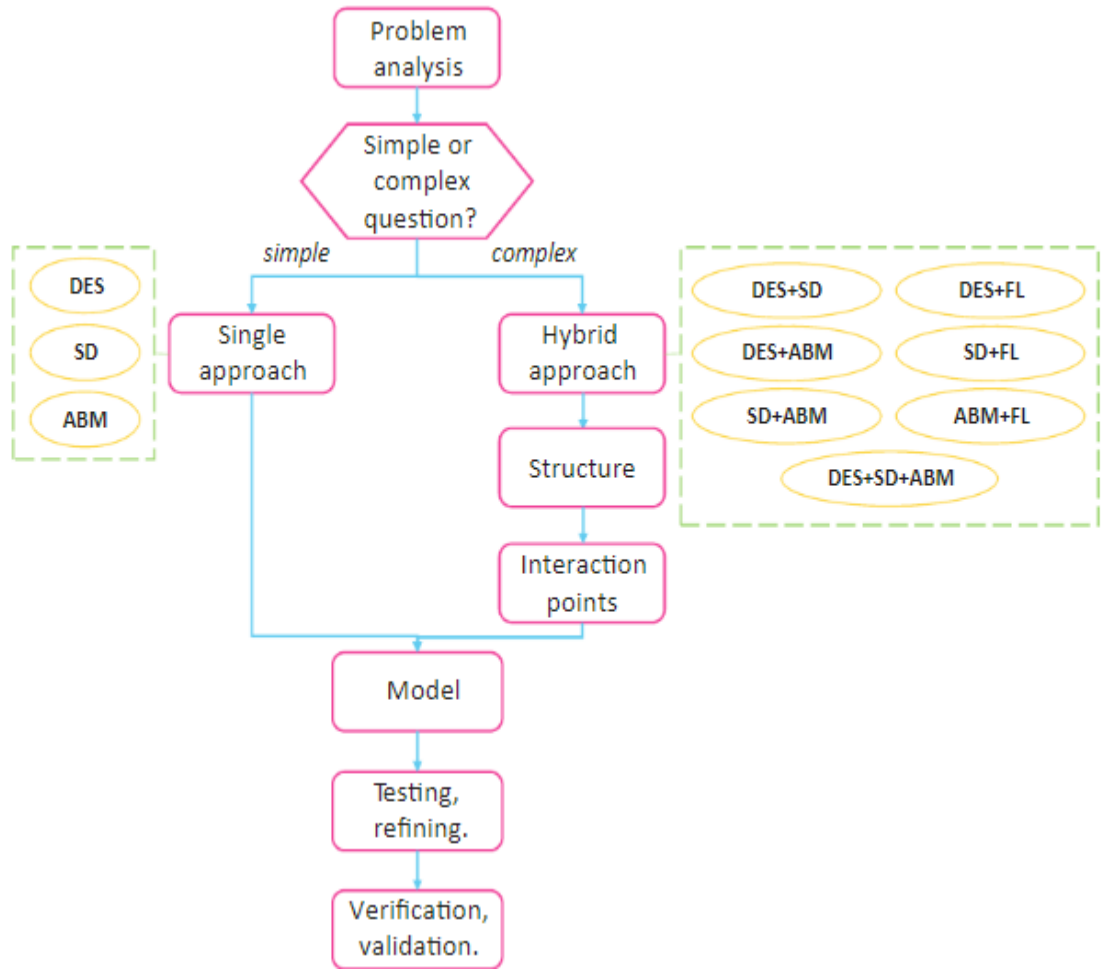 Problem
analysis
Simple or
complex
question?
simple
complex
DES
SD
ABM
Single
approach
Hybrid
approach
DES+SD
DES+FL
DES+ABM
SD+FL
SD+ABM
ABM+FL
DES+SD+ABM
Structure
Interaction
points
Model
Testing,
refining.
Verification,
validation.